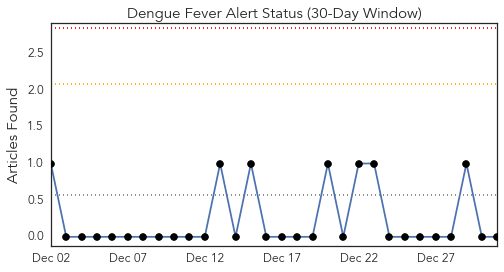 Dengue Fever Alert Status (30-Day Window)
Articles Found
2.5
2.0
1.5
1.0
0.5
0.0
Dec 02 Dec 07 Dec 12 Dec 17 Dec 22 Dec 27